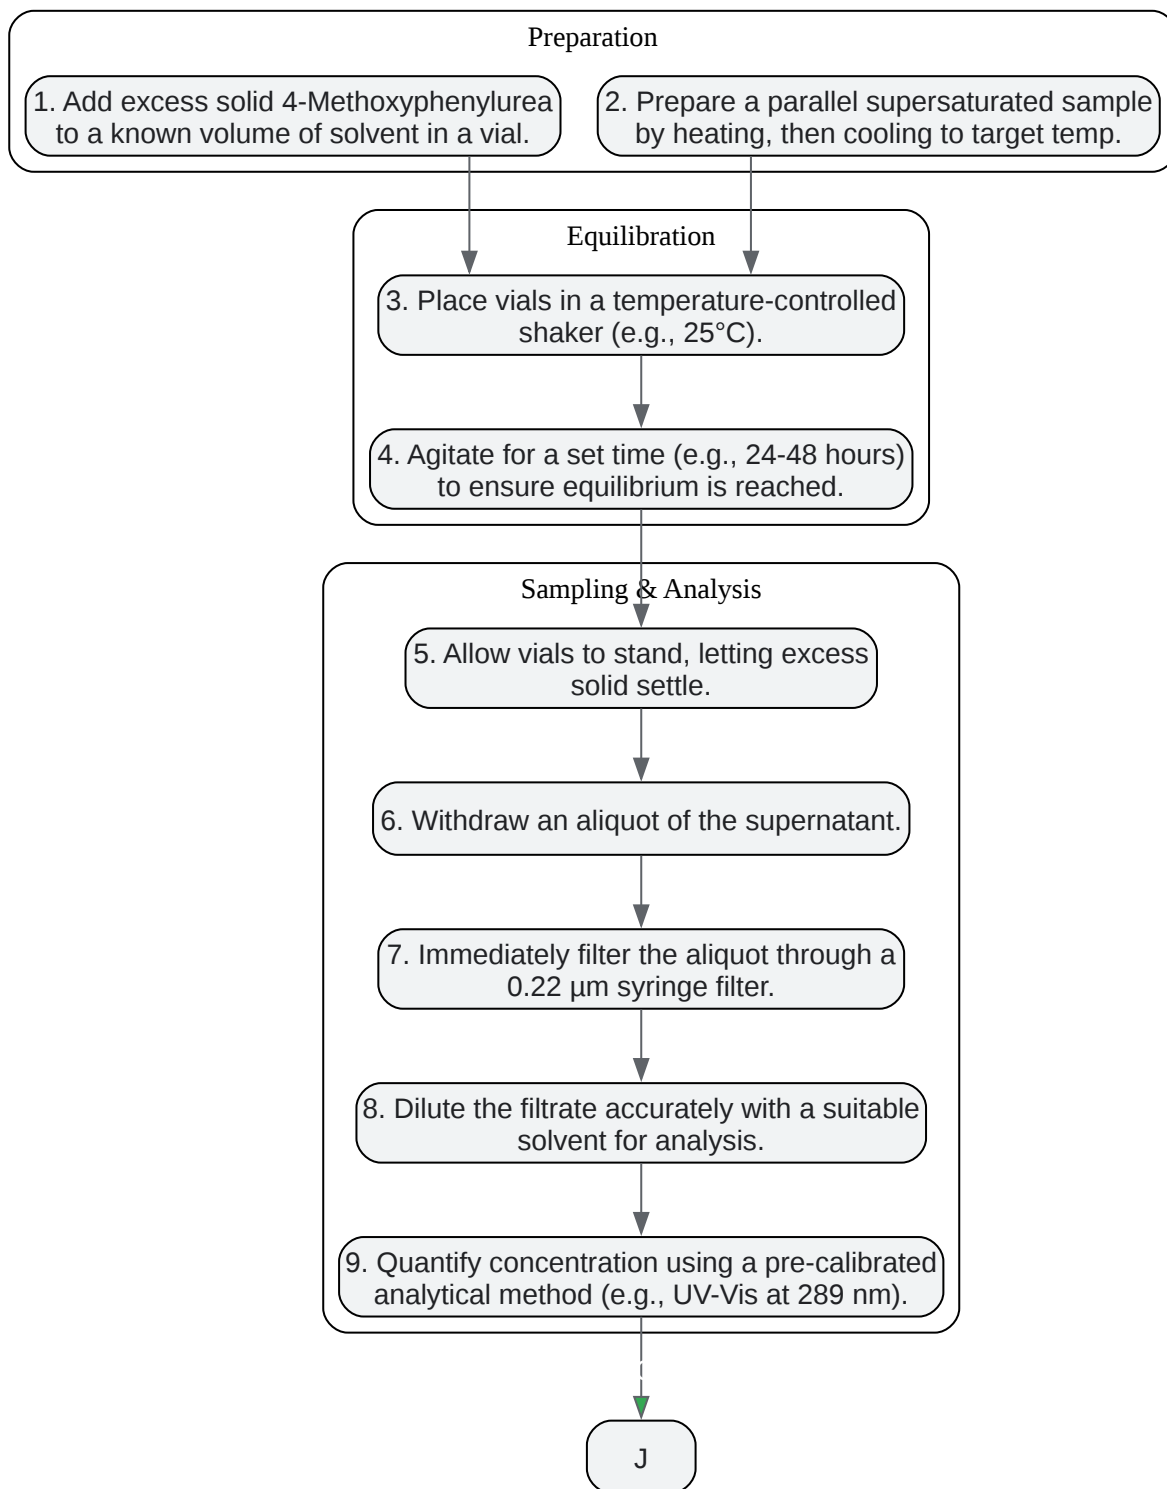 Preparation
1. Add excess solid 4-Methoxyphenylurea
to a known volume of solvent in a vial.
2. Prepare a parallel supersaturated sample
by heating, then cooling to target temp.
Equilibration
3. Place vials in a temperature-controlled
shaker (e.g., 25°C).
4. Agitate for a set time (e.g., 24-48 hours)
to ensure equilibrium is reached.
Sampling & Analysis
5. Allow vials to stand, letting excess
solid settle.
6. Withdraw an aliquot of the supernatant.
7. Immediately filter the aliquot through a
0.22 µm syringe filter.
8. Dilute the filtrate accurately with a suitable
solvent for analysis.
9. Quantify concentration using a pre-calibrated
analytical method (e.g., UV-Vis at 289 nm).
J